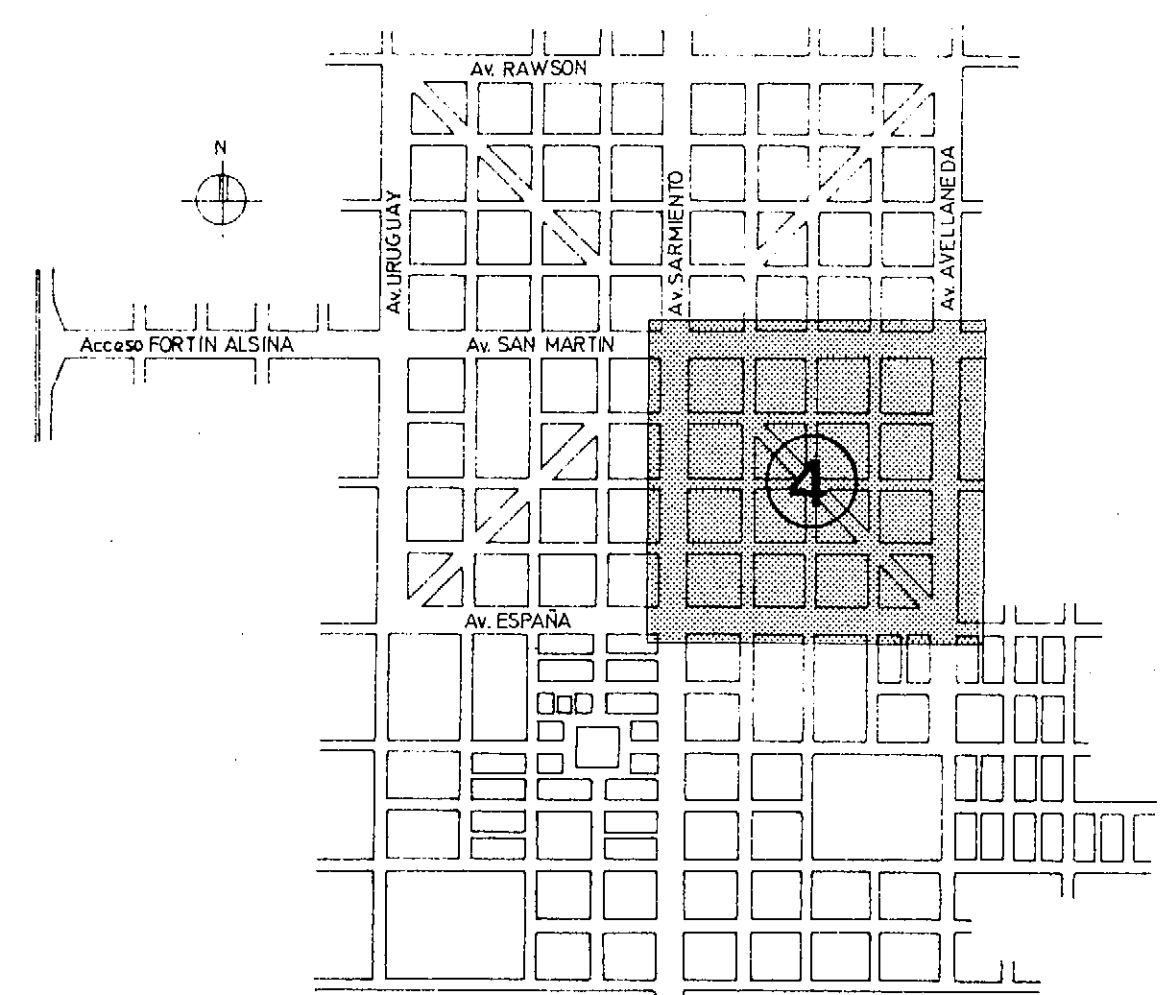 Av. RAWSON
N
Av. URUGUAY
Av. SARMIENTO
Av. AVELLANEDA
Acceso FORTIN ALSINA
Av. SAN MARTIN
4
Av. ESPAÑA